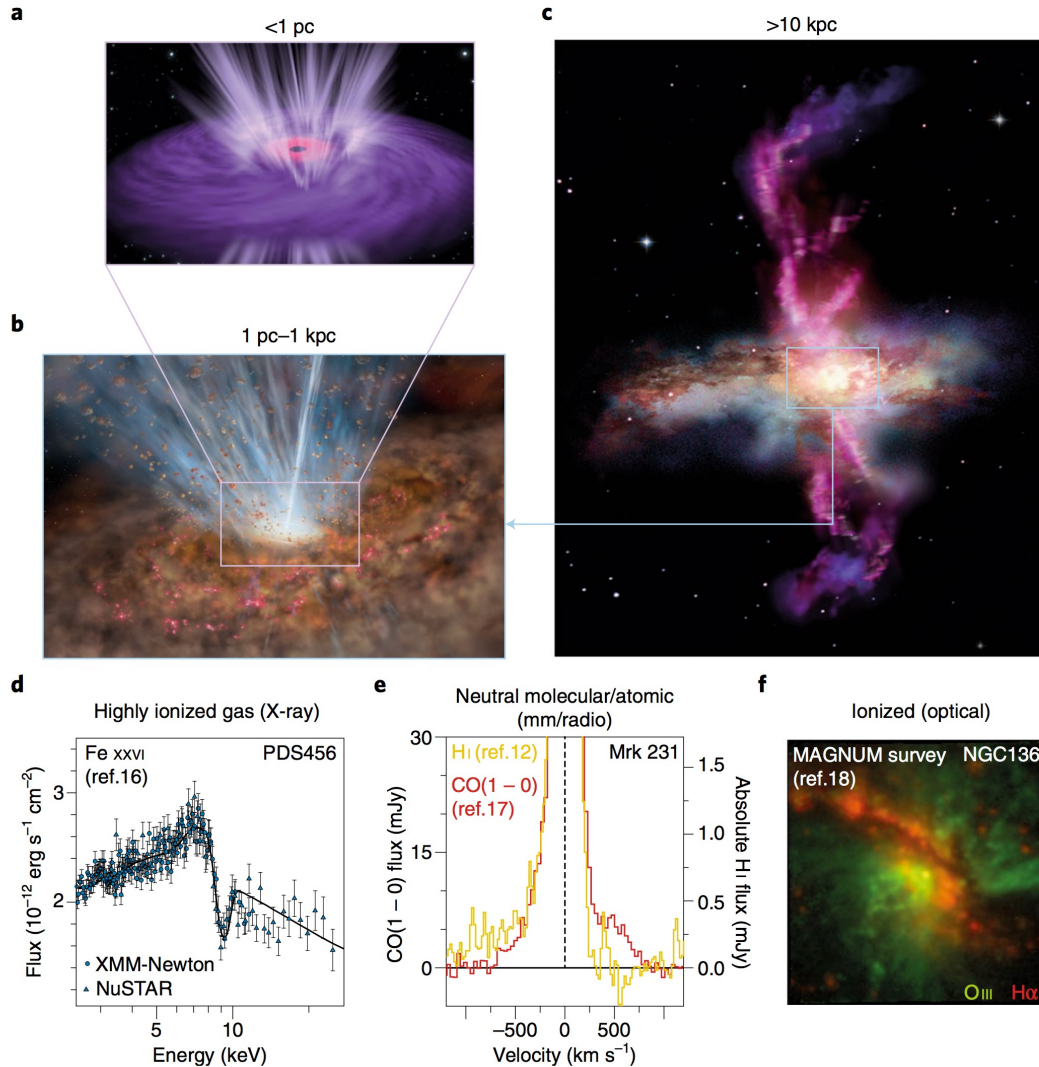 a
<1 pc
b
1 pc–1 kpc
c
>10 kpc
d
Highly ionized gas (X-ray)
Fe XXVI
(ref.16)
PDS456
3
2
Flux (10⁻¹² erg s⁻¹ cm⁻²)
XMM-Newton
NuSTAR
5
10
Energy (keV)
e
Neutral molecular/atomic
(mm/radio)
H I (ref.12)
CO(1 – 0)
(ref.17)
Mrk 231
30
15
0
CO(1 – 0) flux (mJy)
1.5
1.0
0.5
0.0
Absolute H I flux (mJy)
–500
0
500
Velocity (km s⁻¹)
f
Ionized (optical)
MAGNUM survey
(ref.18)
NGC136
O III
Hα